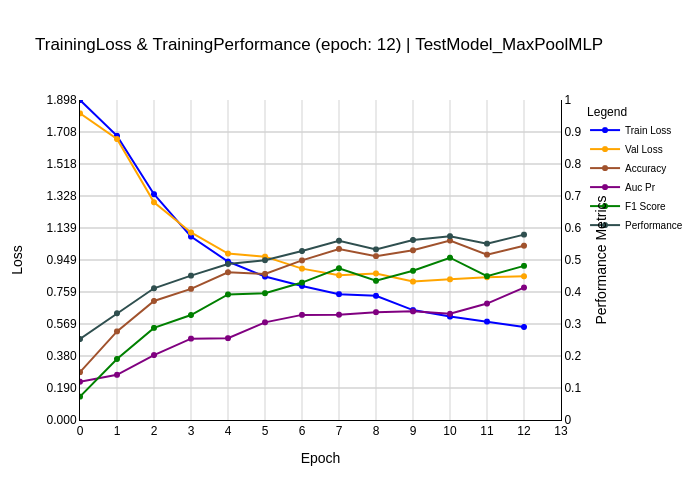 TrainingLoss & TrainingPerformance (epoch: 12) | TestModel_MaxPoolMLP
1.898
1.708
1.518
1.328
1.139
0.949
0.759
0.569
0.380
0.190
0.000
Loss
0 1 2 3 4 5 6 7 8 9 10 11 12 13
Epoch
1
0.9
0.8
0.7
0.6
0.5
0.4
0.3
0.2
0.1
0
Performance Metrics
Legend
Train Loss
Val Loss
Accuracy
Auc Pr
F1 Score
Performance